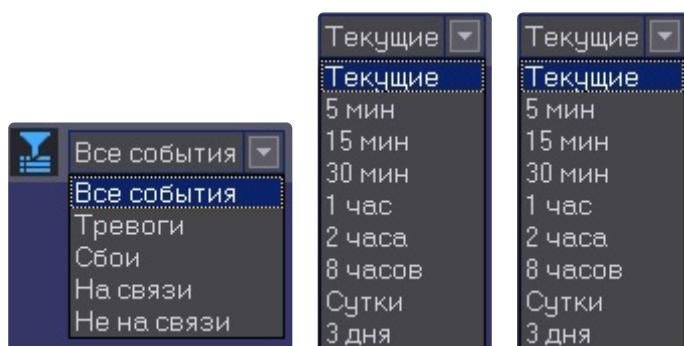 Все события
Все события
Тревоги
Сбои
На связи
Не на связи
Текущие
Текущие
5 мин
15 мин
30 мин
1 час
2 часа
8 часов
Сутки
3 дня
Текущие
Текущие
5 мин
15 мин
30 мин
1 час
2 часа
8 часов
Сутки
3 дня